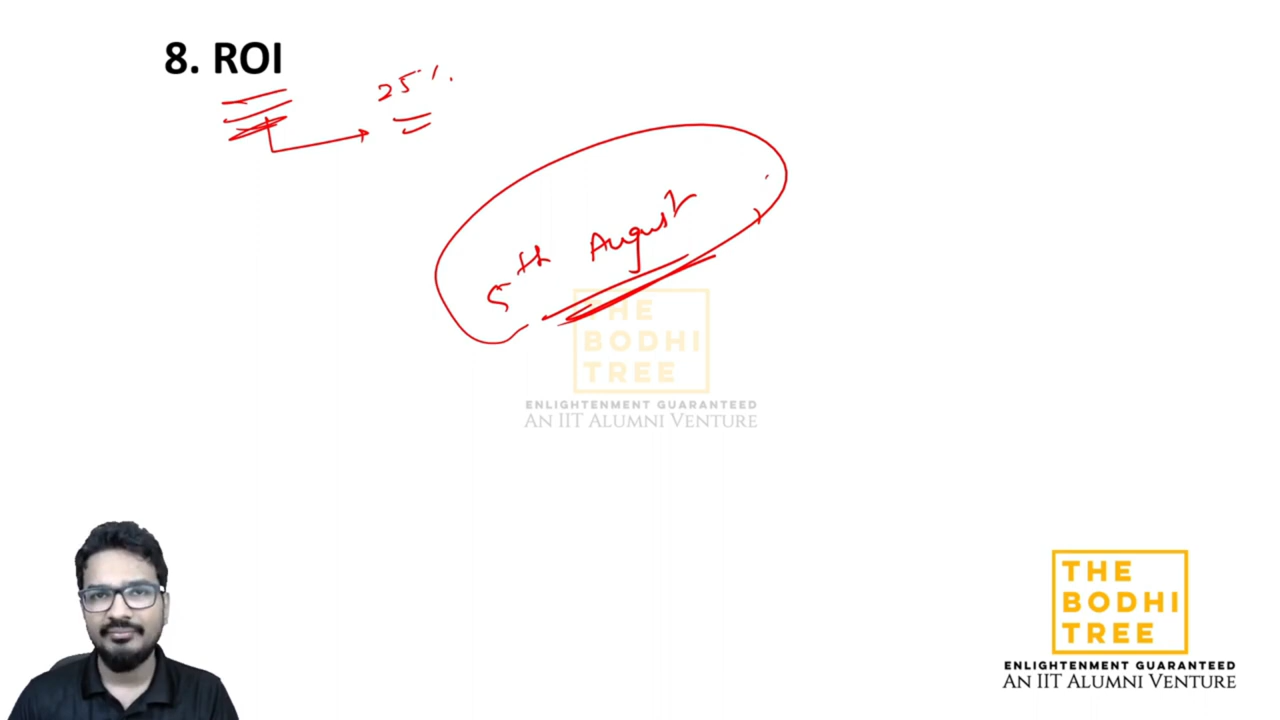 8. ROI
25%
5th August
THE
BODHI
TREE
ENLIGHTENMENT GUARANTEED
AN IIT ALUMNI VENTURE
THE
BODHI
TREE
ENLIGHTENMENT GUARANTEED
AN IIT ALUMNI VENTURE